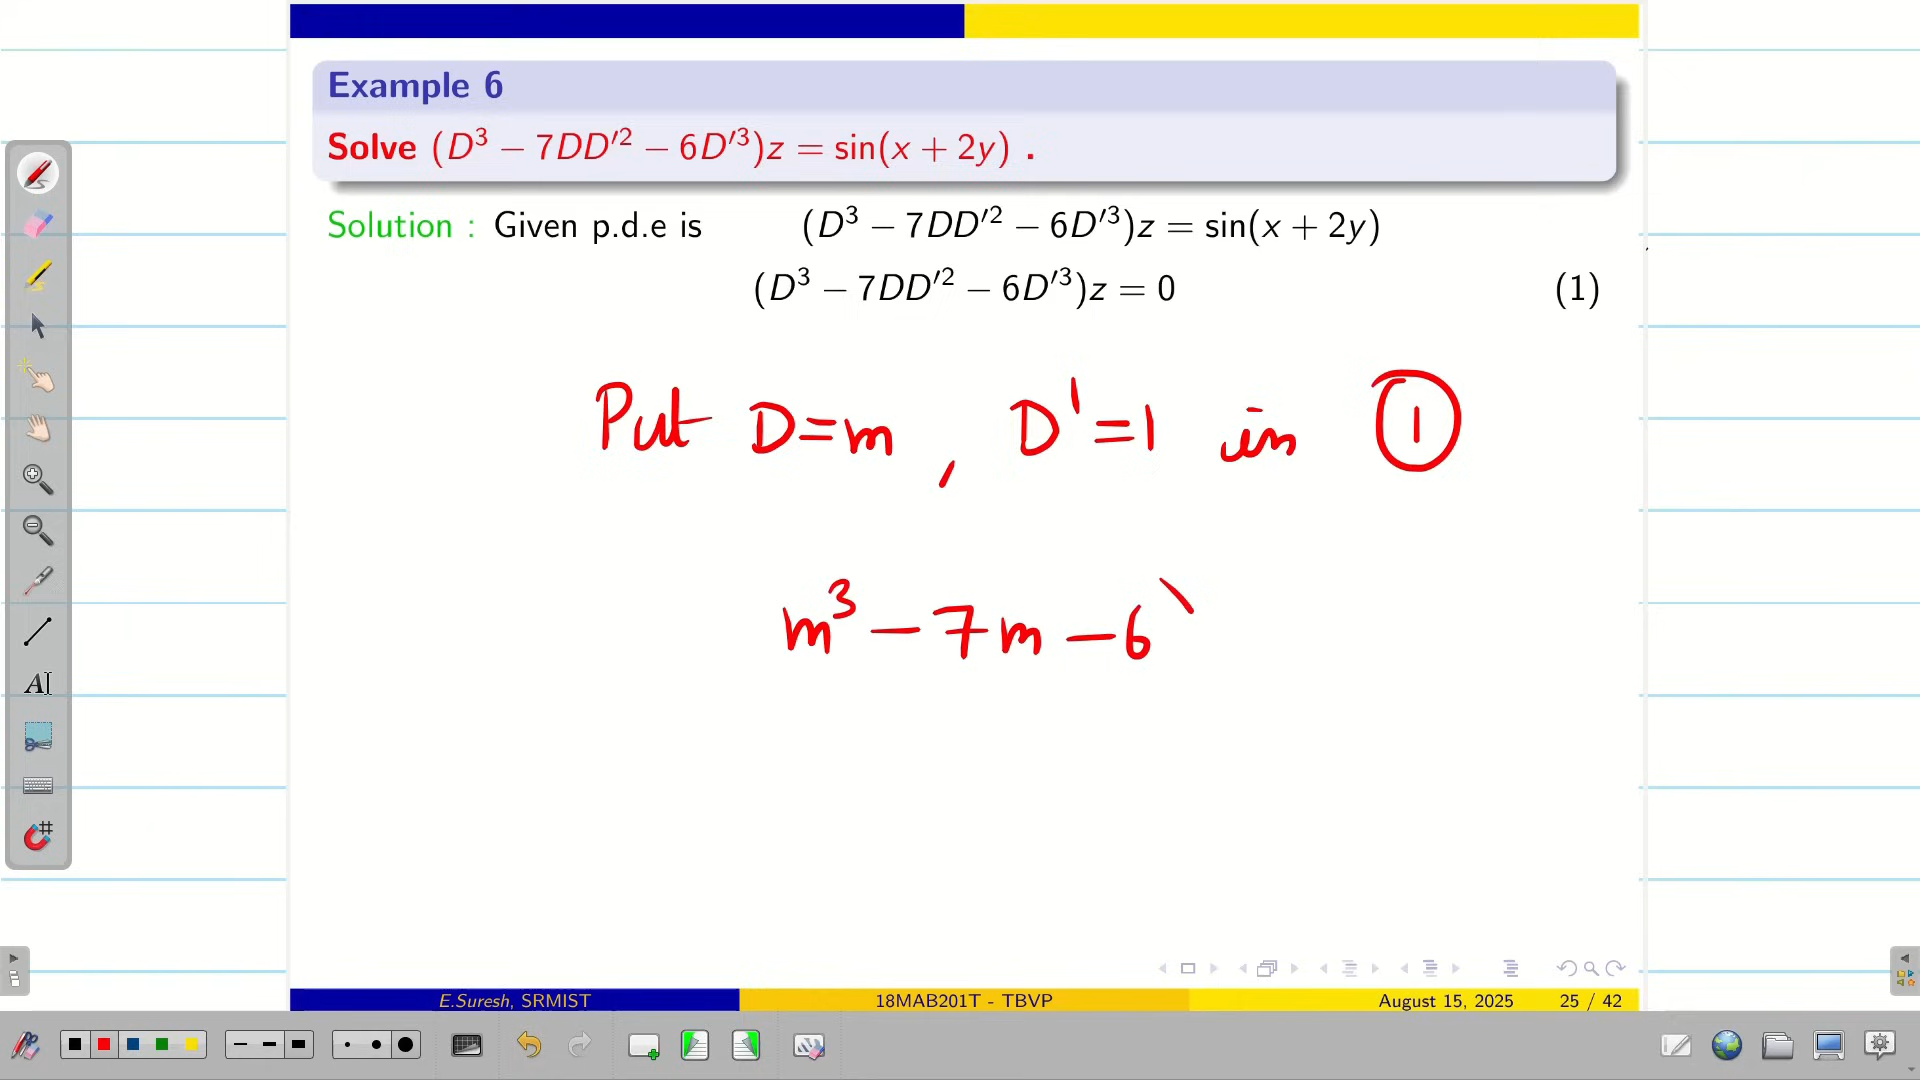 Example 6
Solve (D³ − 7DD′² − 6D′³)z = sin(x + 2y) .
Solution : Given p.d.e is (D³ − 7DD′² − 6D′³)z = sin(x + 2y)
(D³ − 7DD′² − 6D′³)z = 0 (1)
Put D=m , D'=1 in ①
m³ − 7m − 6
E.Suresh, SRMIST 18MAB201T - TBVP August 15, 2025 25 / 42